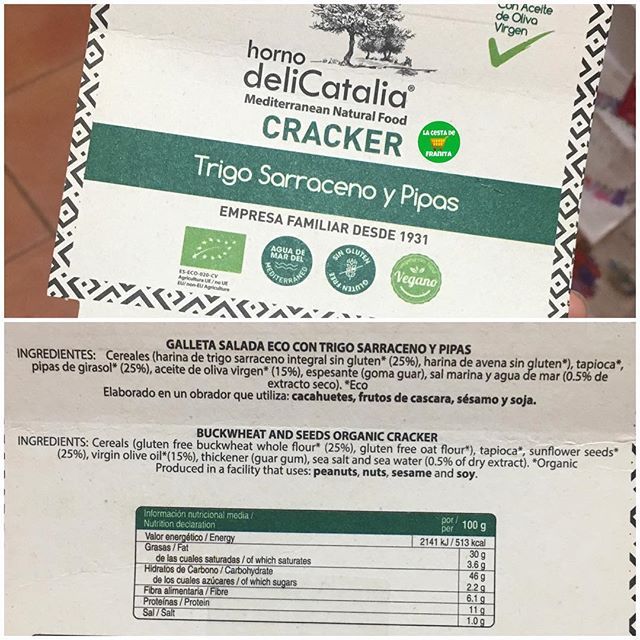 Con Aceite
de Oliva
Virgen
horno
deliCatalia®
Mediterranean Natural Food
CRACKER
LA CESTA DE
FRANITA
Trigo Sarraceno y Pipas
EMPRESA FAMILIAR DESDE 1931
ES-ECO-020-CV
Agricultura UE / no UE
EU/ non-EU Agriculture
AGUA DE
MAR DEL
MEDITERRÁNEO
SIN GLUTEN
GLUTEN FREE
Vegano
GALLETA SALADA ECO CON TRIGO SARRACENO Y PIPAS
INGREDIENTES: Cereales (harina de trigo sarraceno integral sin gluten* (25%), harina de avena sin gluten*), tapioca*,
pipas de girasol* (25%), aceite de oliva virgen* (15%), espesante (goma guar), sal marina y agua de mar (0.5% de
extracto seco). *Eco
Elaborado en un obrador que utiliza: cacahuetes, frutos de cascara, sésamo y soja.
BUCKWHEAT AND SEEDS ORGANIC CRACKER
INGREDIENTS: Cereals (gluten free buckwheat whole flour* (25%), gluten free oat flour*), tapioca*, sunflower seeds*
(25%), virgin olive oil*(15%), thickener (guar gum), sea salt and sea water (0.5% of dry extract). *Organic
Produced in a facility that uses: peanuts, nuts, sesame and soy.
Información nutricional media / por /
Nutrition declaration per 100 g
Valor energético / Energy 2141 kJ / 513 kcal
Grasas / Fat 30 g
de las cuales saturadas / of which saturates 3.6 g
Hidratos de Carbono / Carbohydrate 46 g
de los cuales azúcares / of which sugars 2.2 g
Fibra alimentaria / Fibre 6.1 g
Proteínas / Protein 11 g
Sal / Salt 1.0 g